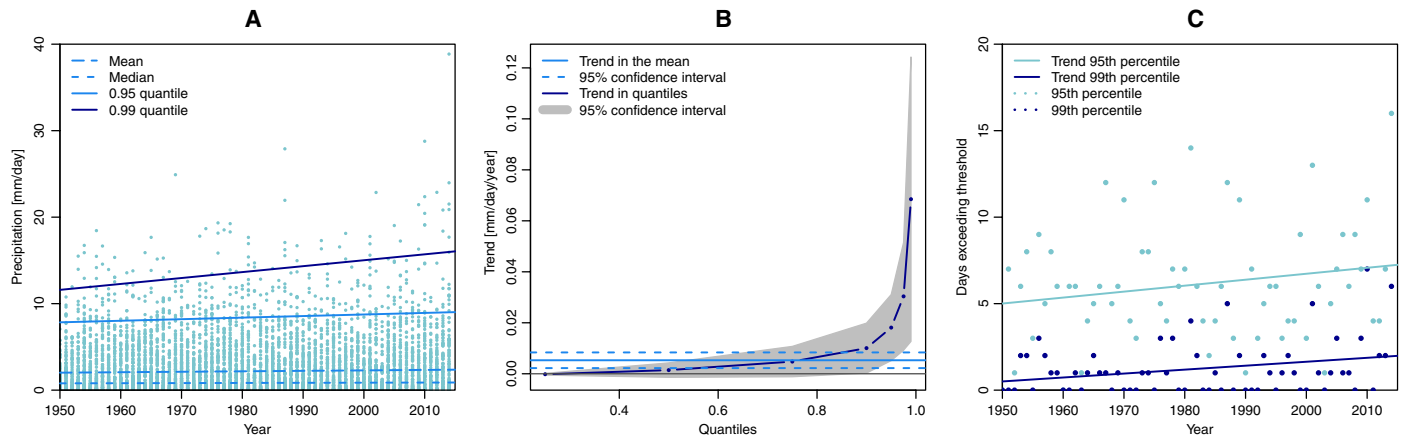 A
Precipitation [mm/day]
40
30
20
10
0
Mean
Median
0.95 quantile
0.99 quantile
1950 1960 1970 1980 1990 2000 2010
Year
B
Trend [mm/day/year]
0.12
0.10
0.08
0.06
0.04
0.02
0.00
Trend in the mean
95% confidence interval
Trend in quantiles
95% confidence interval
0.4 0.6 0.8 1.0
Quantiles
C
Days exceeding threshold
20
15
10
5
0
Trend 95th percentile
Trend 99th percentile
95th percentile
99th percentile
1950 1960 1970 1980 1990 2000 2010
Year